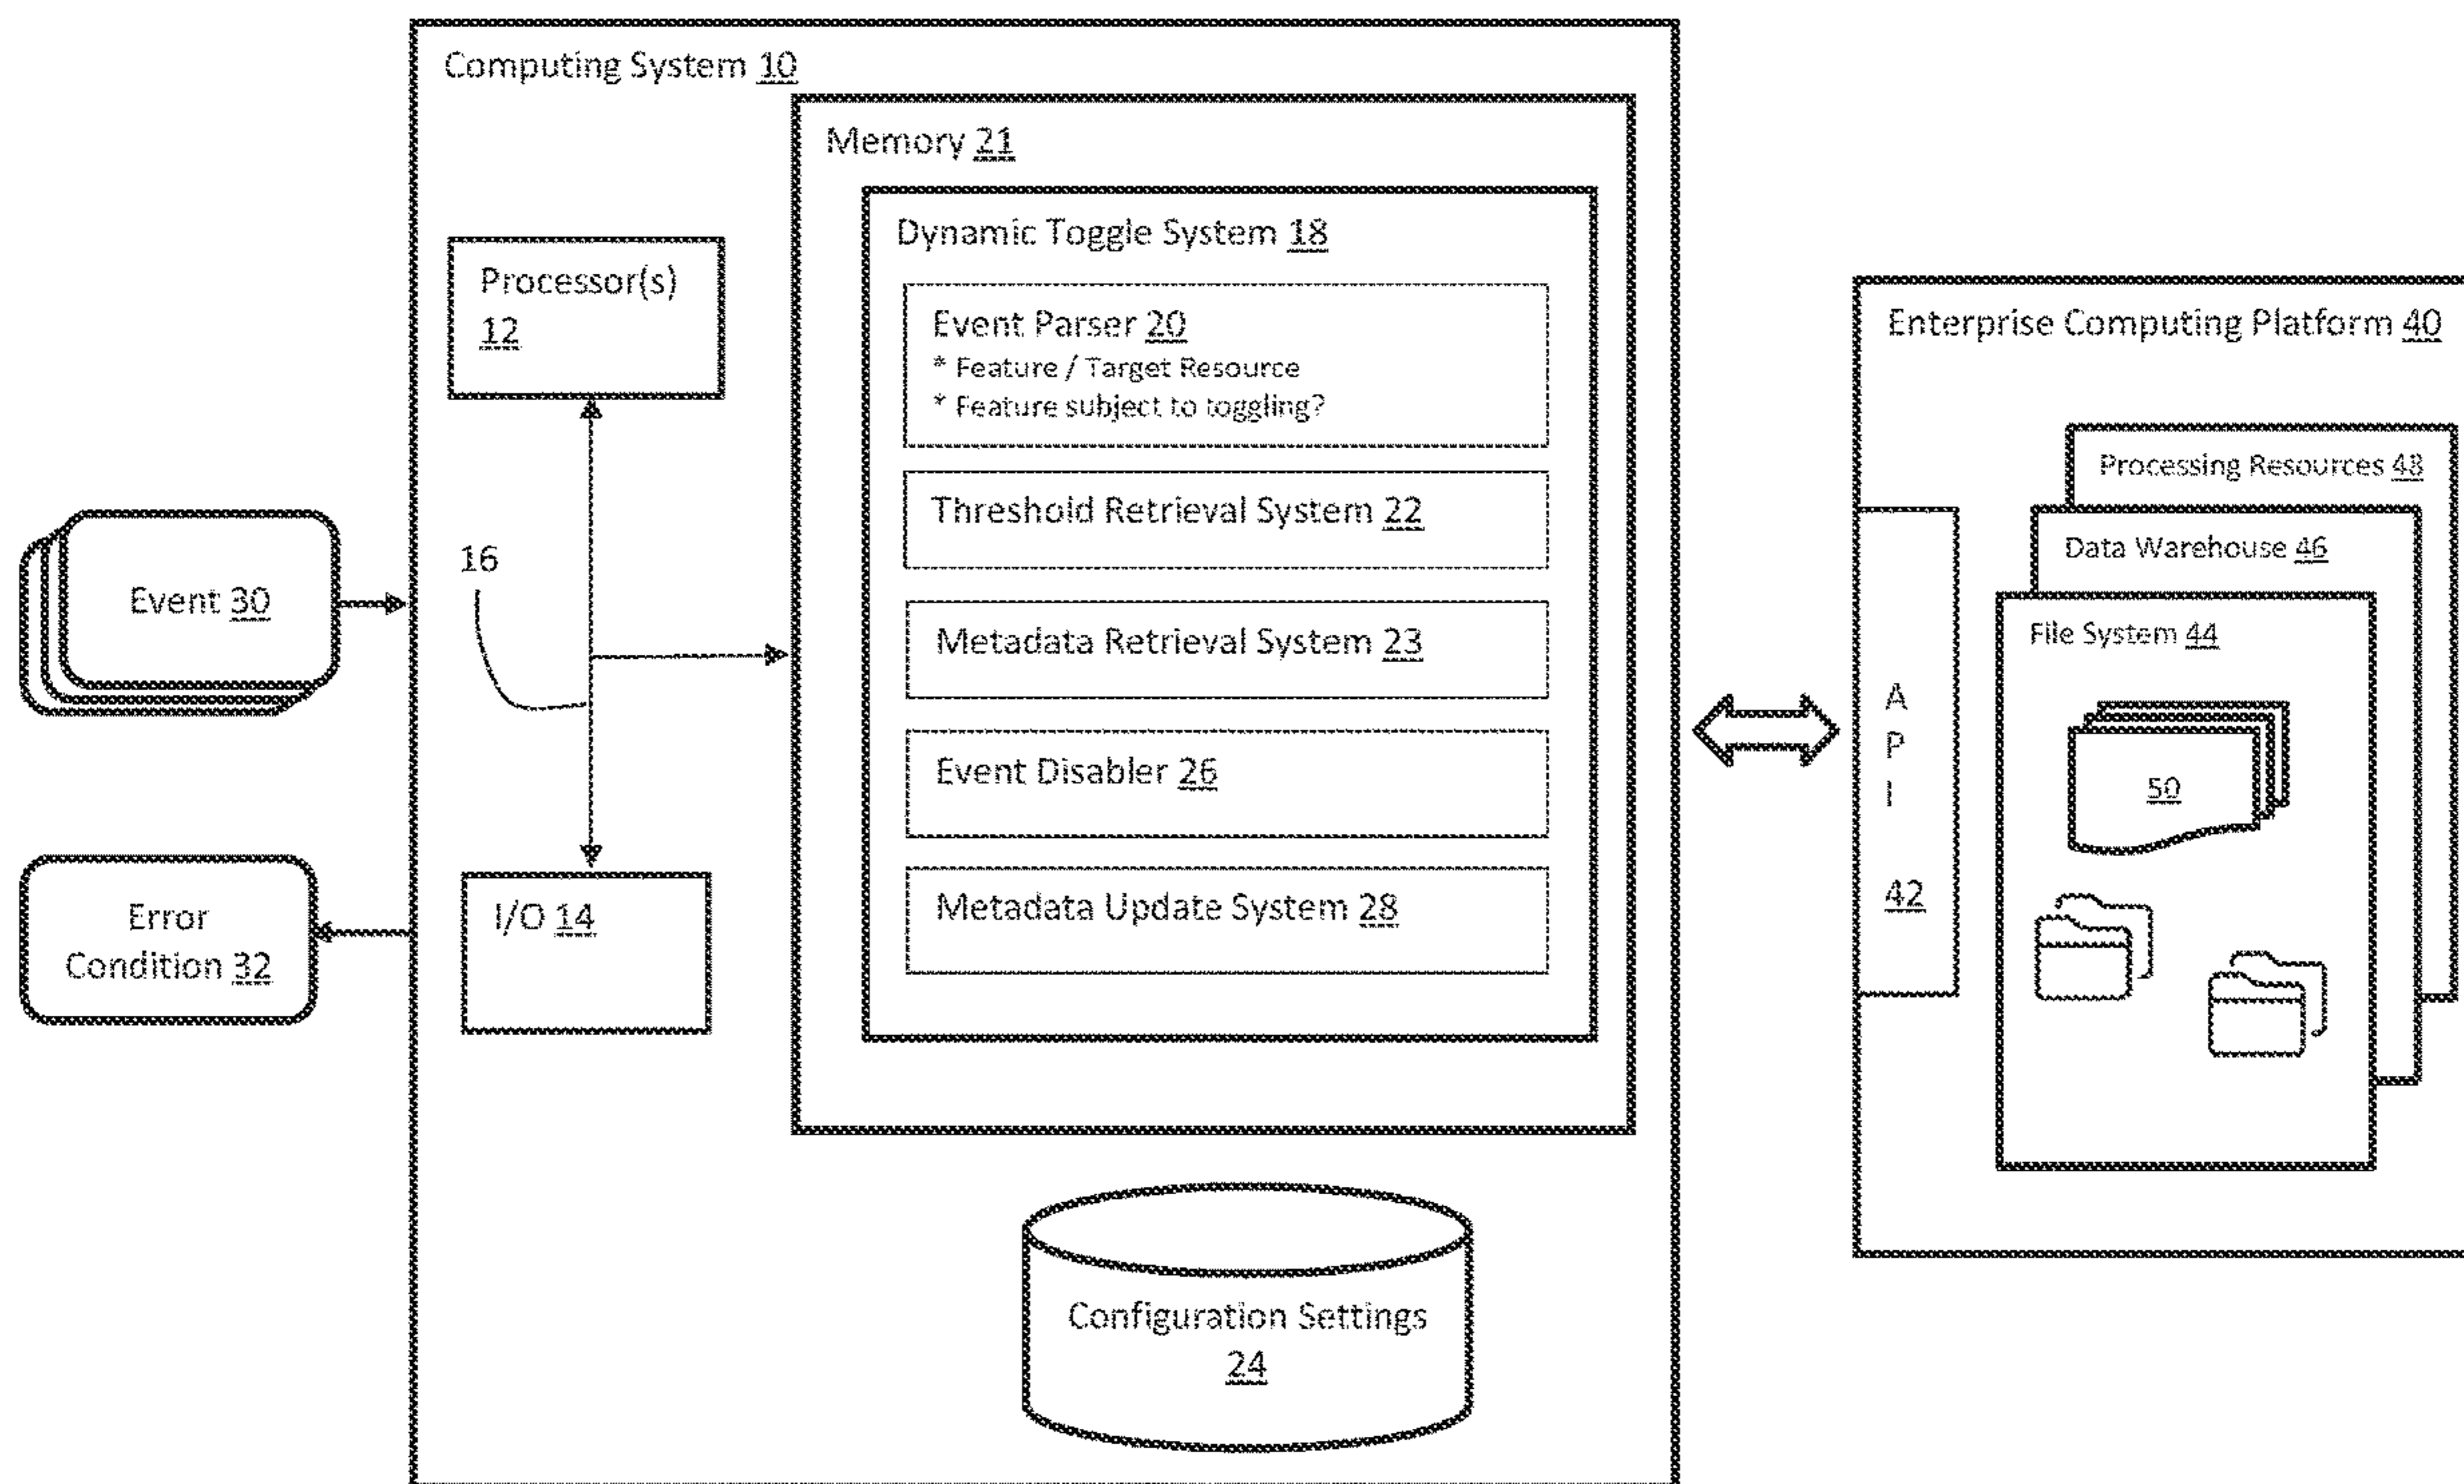 Computing System 10
Memory 21
Dynamic Toggle System 18
Processor(s)
12
Event Parser 20
* Feature / Target Resource
* Feature subject to toggling?
Threshold Retrieval System 22
16
Metadata Retrieval System 23
Event Disabler 26
Metadata Update System 28
I/O 14
Event 30
Error
Condition 32
Configuration Settings
24
Enterprise Computing Platform 40
Processing Resources 48
Data Warehouse 46
File System 44
A
P
I
42
50